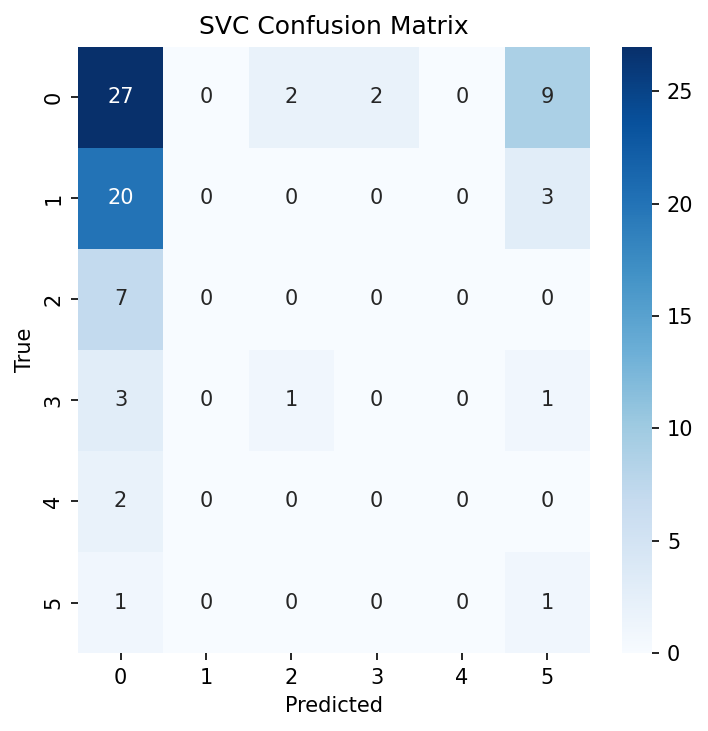 SVC Confusion Matrix
True
0 27 0 2 2 0 9
1 20 0 0 0 0 3
2 7 0 0 0 0 0
3 3 0 1 0 0 1
4 2 0 0 0 0 0
5 1 0 0 0 0 1
0 1 2 3 4 5
Predicted
25
20
15
10
5
0